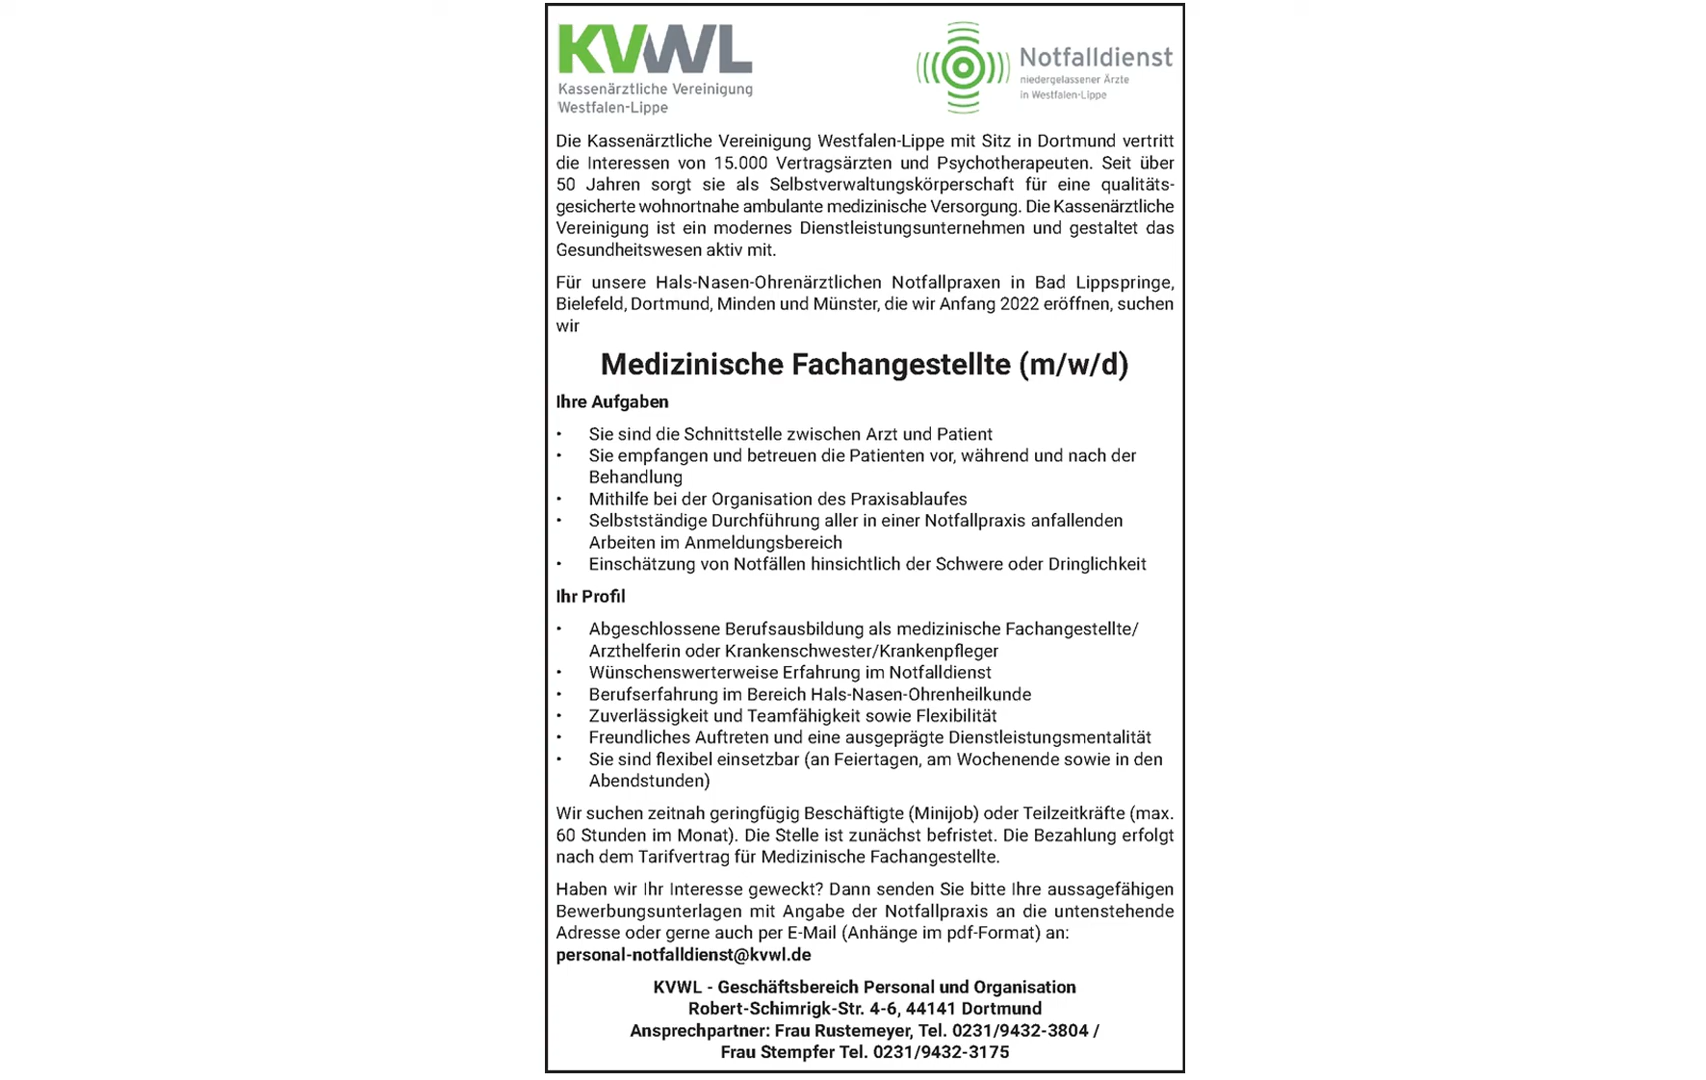 KVWL
Kassenärztliche Vereinigung
Westfalen-Lippe
Notfalldienst
niedergelassener Ärzte
in Westfalen-Lippe
Die Kassenärztliche Vereinigung Westfalen-Lippe mit Sitz in Dortmund vertritt
die Interessen von 15.000 Vertragsärzten und Psychotherapeuten. Seit über
50 Jahren sorgt sie als Selbstverwaltungskörperschaft für eine qualitäts-
gesicherte wohnortnahe ambulante medizinische Versorgung. Die Kassenärztliche
Vereinigung ist ein modernes Dienstleistungsunternehmen und gestaltet das
Gesundheitswesen aktiv mit.
Für unsere Hals-Nasen-Ohrenärztlichen Notfallpraxen in Bad Lippspringe,
Bielefeld, Dortmund, Minden und Münster, die wir Anfang 2022 eröffnen, suchen
wir
Medizinische Fachangestellte (m/w/d)
Ihre Aufgaben
• Sie sind die Schnittstelle zwischen Arzt und Patient
• Sie empfangen und betreuen die Patienten vor, während und nach der
Behandlung
• Mithilfe bei der Organisation des Praxisablaufes
• Selbstständige Durchführung aller in einer Notfallpraxis anfallenden
Arbeiten im Anmeldungsbereich
• Einschätzung von Notfällen hinsichtlich der Schwere oder Dringlichkeit
Ihr Profil
• Abgeschlossene Berufsausbildung als medizinische Fachangestellte/
Arzthelferin oder Krankenschwester/Krankenpfleger
• Wünschenswerterweise Erfahrung im Notfalldienst
• Berufserfahrung im Bereich Hals-Nasen-Ohrenheilkunde
• Zuverlässigkeit und Teamfähigkeit sowie Flexibilität
• Freundliches Auftreten und eine ausgeprägte Dienstleistungsmentalität
• Sie sind flexibel einsetzbar (an Feiertagen, am Wochenende sowie in den
Abendstunden)
Wir suchen zeitnah geringfügig Beschäftigte (Minijob) oder Teilzeitkräfte (max.
60 Stunden im Monat). Die Stelle ist zunächst befristet. Die Bezahlung erfolgt
nach dem Tarifvertrag für Medizinische Fachangestellte.
Haben wir Ihr Interesse geweckt? Dann senden Sie bitte Ihre aussagefähigen
Bewerbungsunterlagen mit Angabe der Notfallpraxis an die untenstehende
Adresse oder gerne auch per E-Mail (Anhänge im pdf-Format) an:
personal-notfalldienst@kvwl.de
KVWL - Geschäftsbereich Personal und Organisation
Robert-Schimrigk-Str. 4-6, 44141 Dortmund
Ansprechpartner: Frau Rustemeyer, Tel. 0231/9432-3804 /
Frau Stempfer Tel. 0231/9432-3175